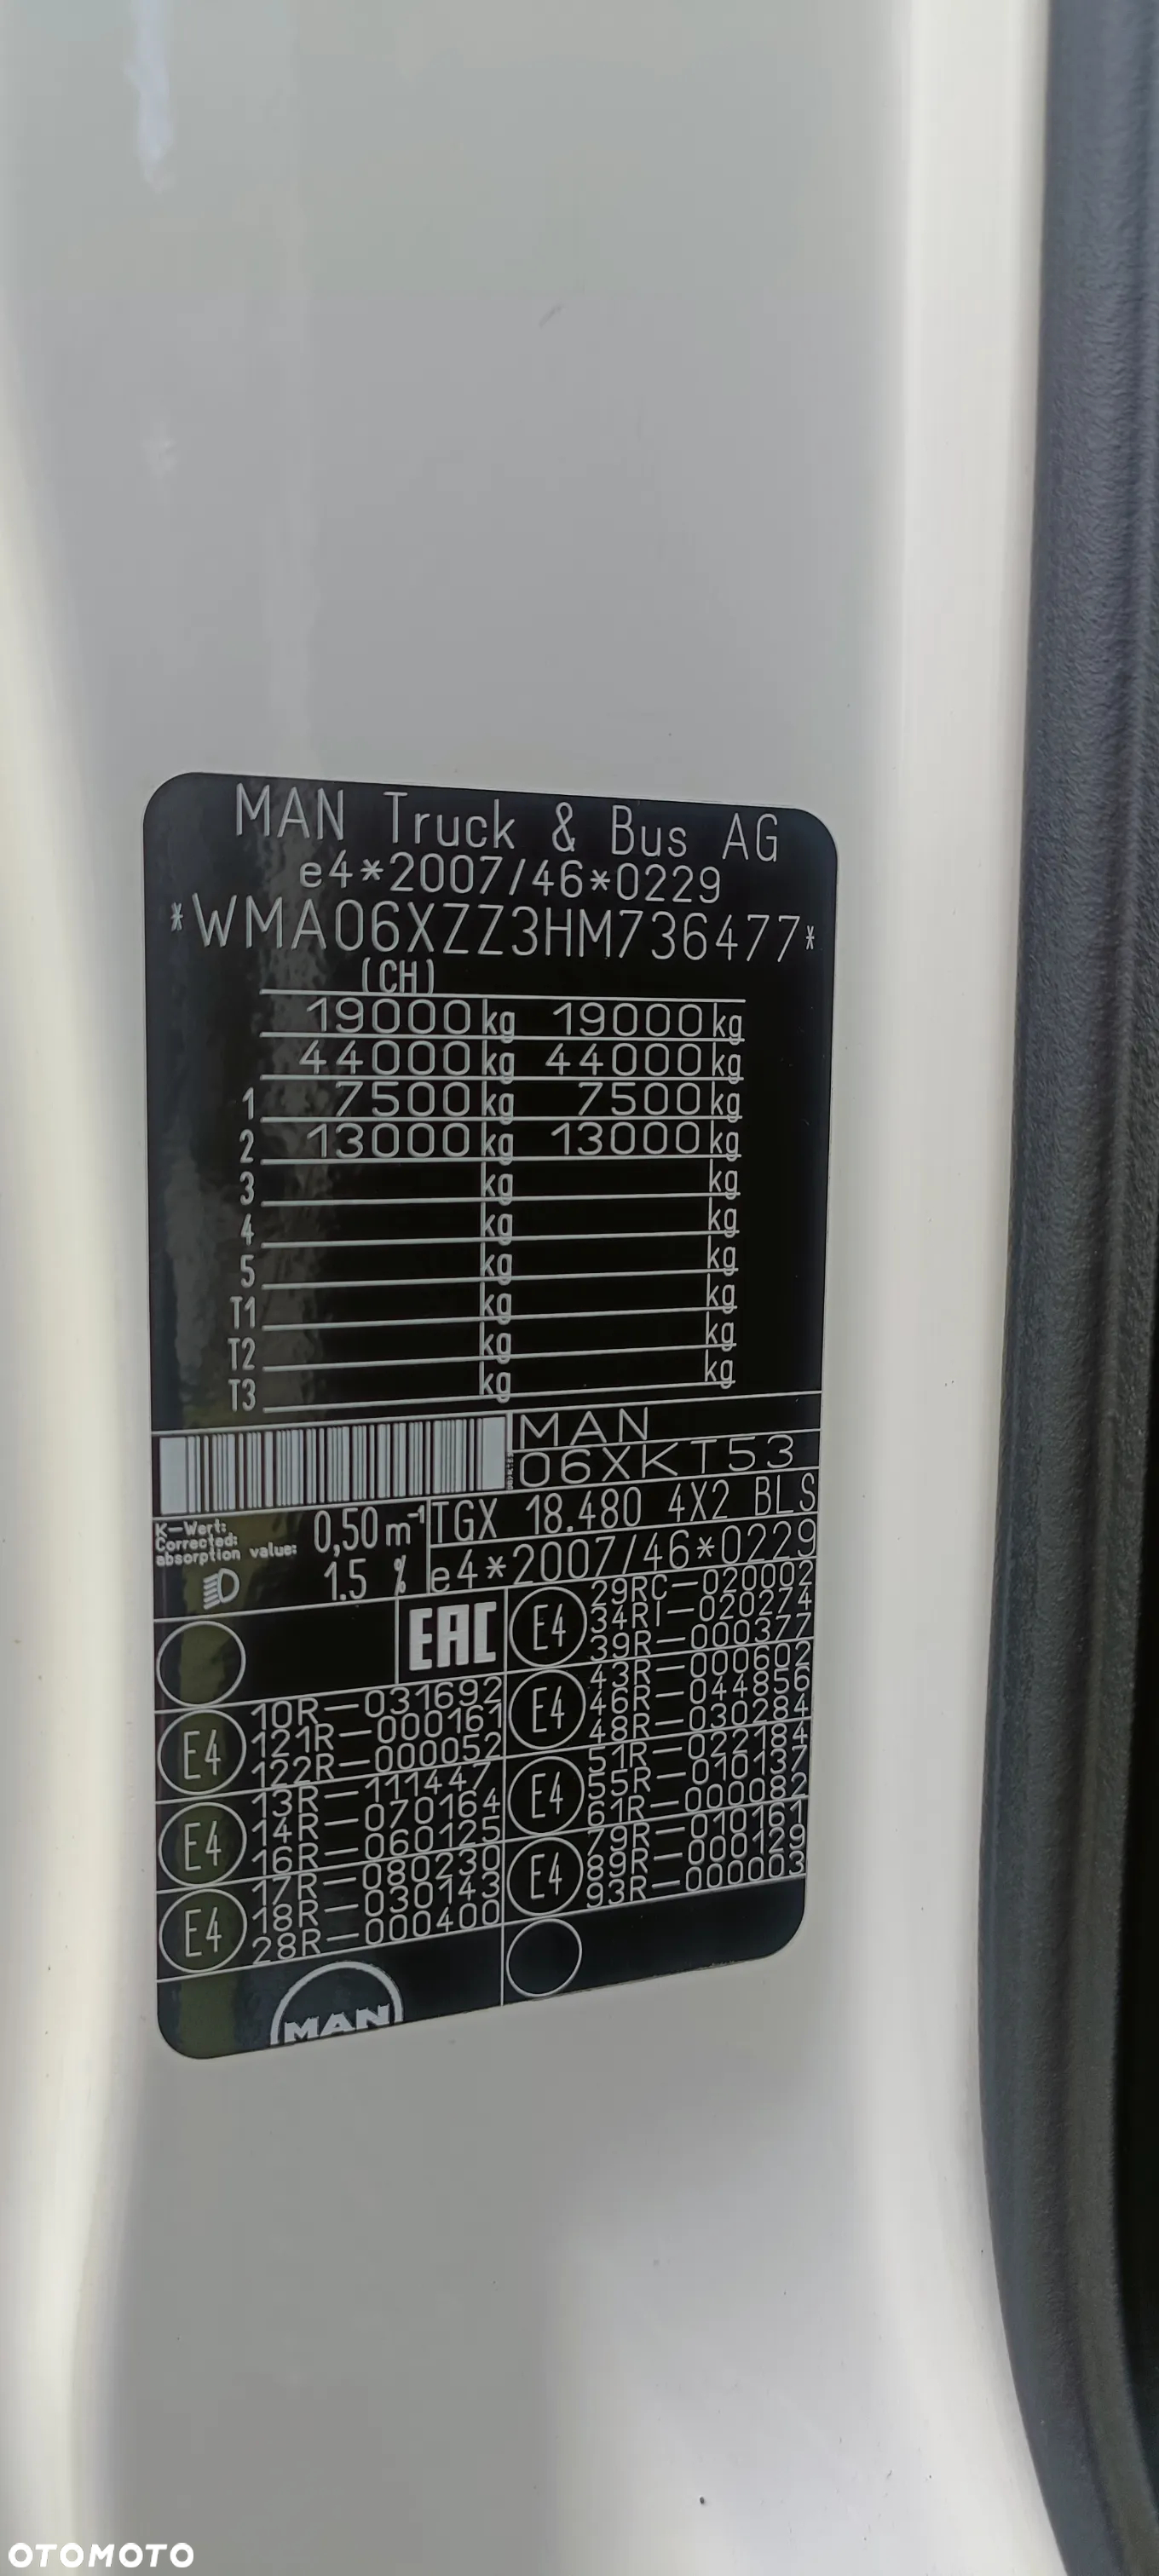 MAN Truck & Bus AG
e4*2007/46*0229
*WMA06XZZ3HM736477*
(CH)
19000 kg 19000 kg
44000 kg 44000 kg
1 7500 kg 7500 kg
2 13000 kg 13000 kg
3 kg kg
4 kg kg
5 kg kg
T1 kg kg
T2 kg kg
T3 kg kg
MAN
06XKT53
K-Wert:
Corrected:
absorption value:
0,50 m-1
1.5 %
TGX 18.480 4X2 BLS
e4*2007/46*0229
EAC
E4
10R-031692
121R-000161
122R-000052
E4
13R-111447
14R-070164
16R-060125
E4
17R-080230
18R-030143
28R-000400
E4
29RC-020002
34RI-020274
39R-000377
E4
43R-000602
46R-044856
48R-030284
E4
51R-022184
55R-010137
61R-000082
E4
79R-010161
89R-000129
93R-000003
MAN
OTOMOTO